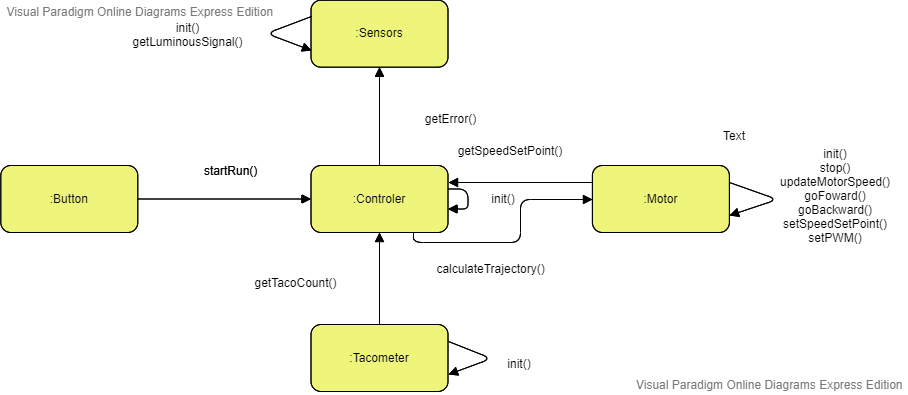 Visual Paradigm Online Diagrams Express Edition
init()
getLuminousSignal()
:Sensors
getError()
getSpeedSetPoint()
Text
startRun()
:Button
:Controler
init()
:Motor
init()
stop()
updateMotorSpeed()
goFoward()
goBackward()
setSpeedSetPoint()
setPWM()
calculateTrajectory()
getTacoCount()
:Tacometer
init()
Visual Paradigm Online Diagrams Express Edition